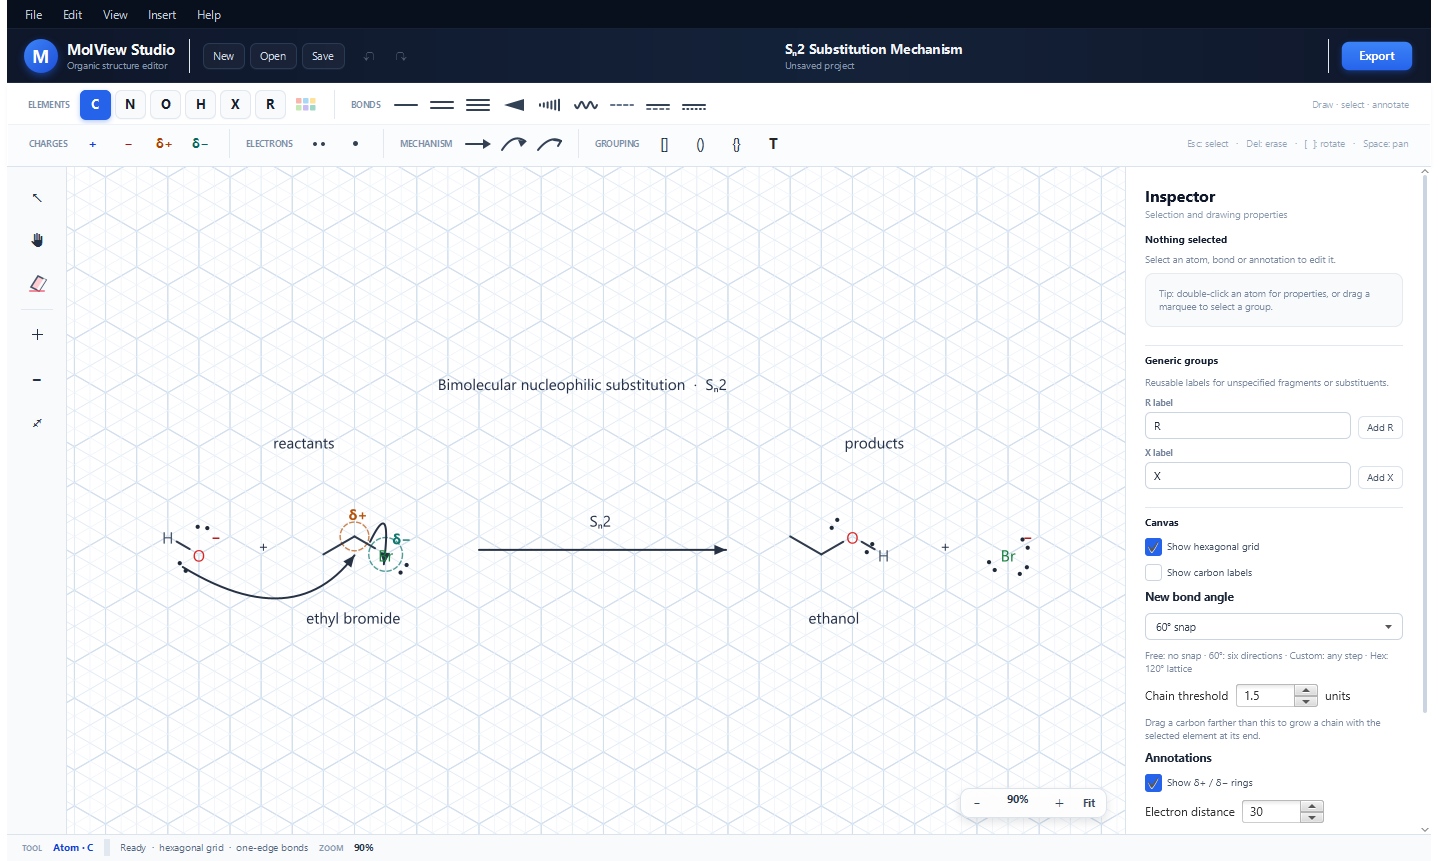 File Edit View Insert Help
M MolView Studio
Organic structure editor
New Open Save
Sₙ2 Substitution Mechanism
Unsaved project
Export
ELEMENTS C N O H X R BONDS
Draw · select · annotate
CHARGES + − δ+ δ− ELECTRONS MECHANISM GROUPING [] () {} T
Esc: select · Del: erase · [ ]: rotate · Space: pan
Inspector
Selection and drawing properties
Nothing selected
Select an atom, bond or annotation to edit it.
Tip: double-click an atom for properties, or drag a
marquee to select a group.
Generic groups
Reusable labels for unspecified fragments or substituents.
R label
R Add R
X label
X Add X
Canvas
Show hexagonal grid
Show carbon labels
New bond angle
60° snap
Free: no snap · 60°: six directions · Custom: any step · Hex:
120° lattice
Chain threshold 1.5 units
Drag a carbon farther than this to grow a chain with the
selected element at its end.
Annotations
Show δ+ / δ− rings
Electron distance 30
Bimolecular nucleophilic substitution · Sₙ2
reactants
products
H O − + δ+ δ− Br
Sₙ2
O H + Br −
ethyl bromide
ethanol
− 90% + Fit
TOOL Atom · C Ready · hexagonal grid · one-edge bonds ZOOM 90%